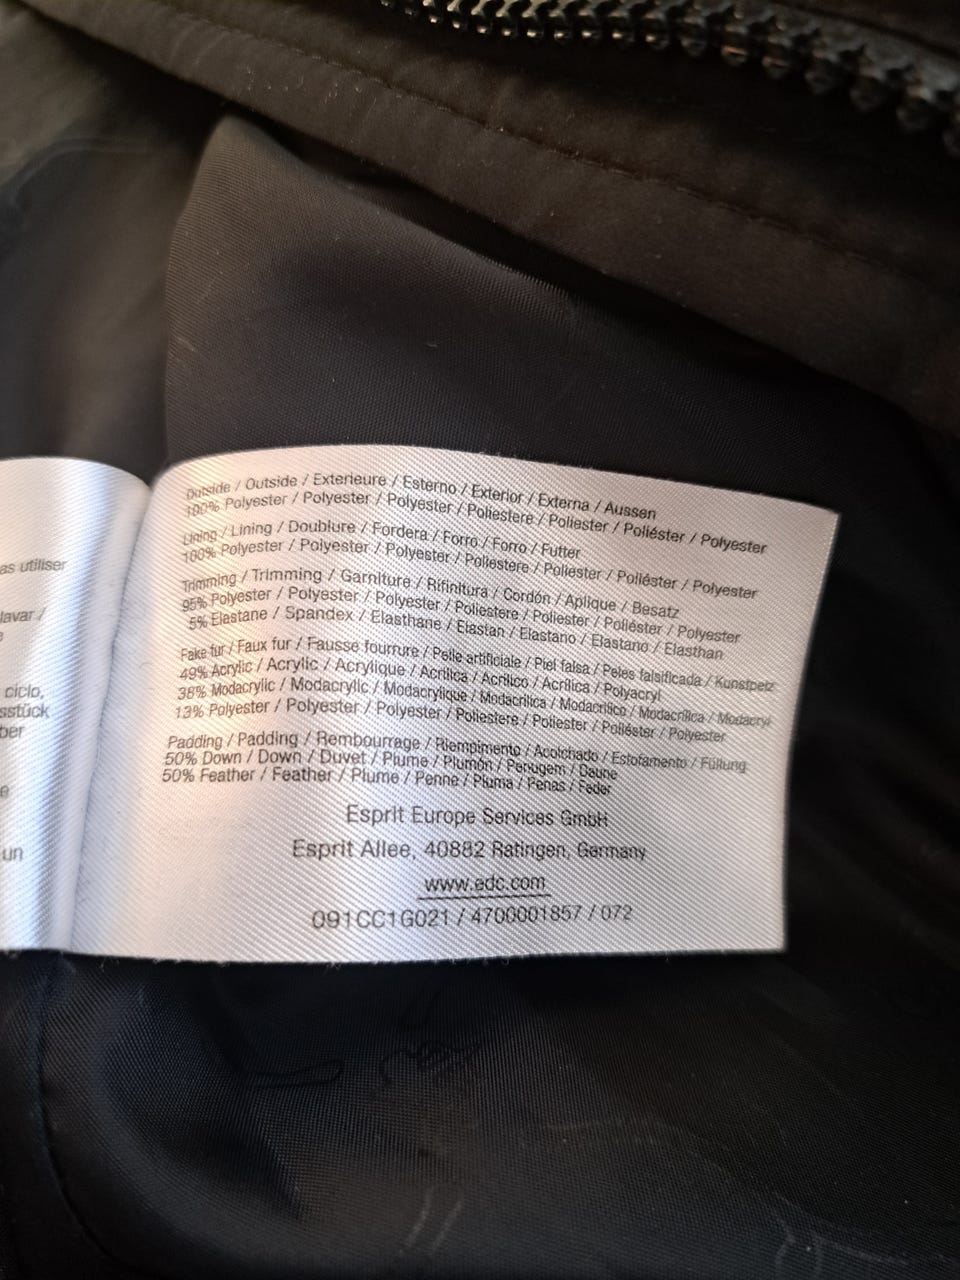 as utiliser
lavar /
e
ciclo,
sstück
ber
e
un
Outside / Outside / Exterieure / Esterno / Exterior / Externa / Aussen
100% Polyester / Polyester / Polyester / Poliestere / Poliester / Poliéster / Polyester
Lining / Lining / Doublure / Fordera / Forro / Forro / Futter
100% Polyester / Polyester / Polyester / Poliestere / Poliester / Poliéster / Polyester
Trimming / Trimming / Garniture / Rifinitura / Cordón / Aplique / Besatz
95% Polyester / Polyester / Polyester / Poliestere / Poliester / Poliéster / Polyester
5% Elastane / Spandex / Elasthane / Elastan / Elastano / Elastano / Elasthan
Fake fur / Faux fur / Fausse fourrure / Pelle artificiale / Piel falsa / Peles falsificada / Kunstpelz
49% Acrylic / Acrylic / Acrylique / Acrilica / Acrilico / Acrílica / Polyacryl
38% Modacrylic / Modacrylic / Modacrylique / Modacrilica / Modacrilico / Modacrílica / Modacryl
13% Polyester / Polyester / Polyester / Poliestere / Poliester / Poliéster / Polyester
Padding / Padding / Rembourrage / Riempimento / Acolchado / Estofamento / Füllung
50% Down / Down / Duvet / Piume / Plumón / Penugem / Daune
50% Feather / Feather / Plume / Penne / Pluma / Penas / Feder
Esprit Europe Services GmbH
Esprit Allee, 40882 Ratingen, Germany
www.edc.com
091CC1G021 / 4700001857 / 072